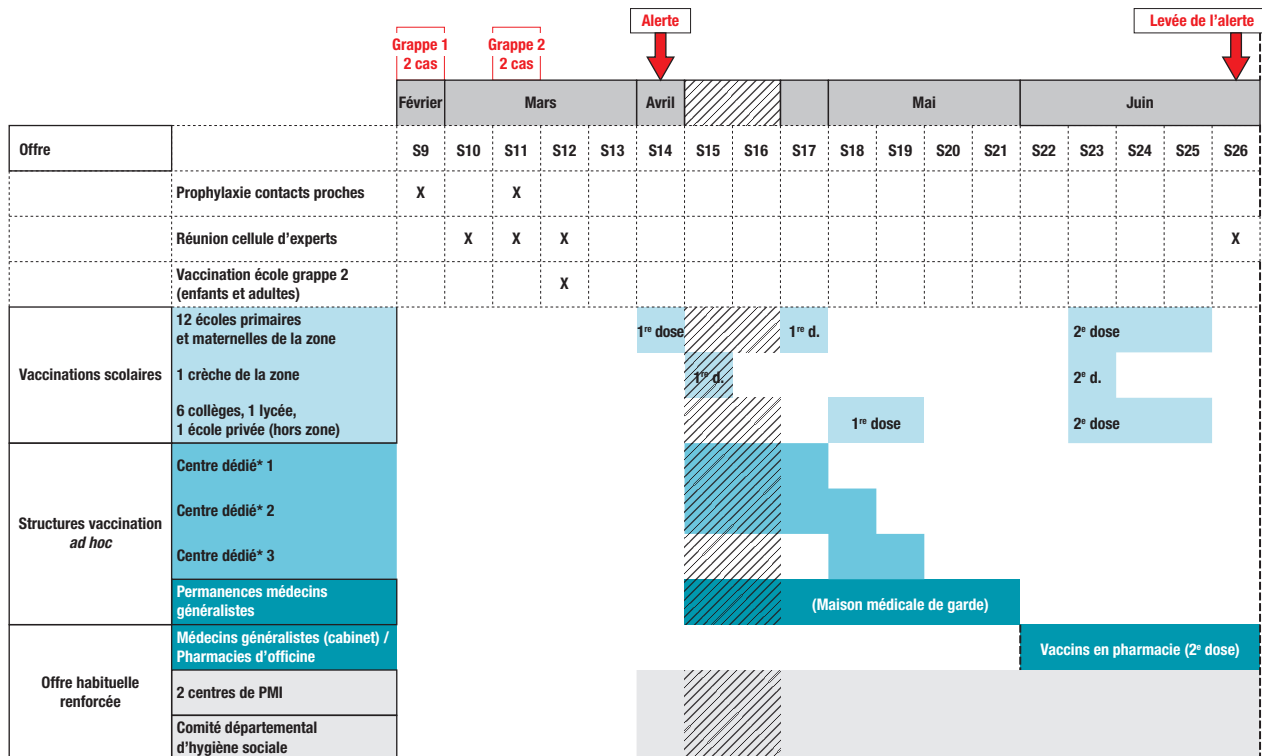 Alerte
Levée de l'alerte
Grappe 1
2 cas
Grappe 2
2 cas
Février Mars Avril Mai Juin
Offre S9 S10 S11 S12 S13 S14 S15 S16 S17 S18 S19 S20 S21 S22 S23 S24 S25 S26
Prophylaxie contacts proches X X
Réunion cellule d'experts X X X X
Vaccination école grappe 2
(enfants et adultes) X
Vaccinations scolaires
12 écoles primaires
et maternelles de la zone
1re dose 1re d. 2e dose
1 crèche de la zone 1re d. 2e d.
6 collèges, 1 lycée,
1 école privée (hors zone)
1re dose 2e dose
Structures vaccination
ad hoc
Centre dédié* 1
Centre dédié* 2
Centre dédié* 3
Permanences médecins
généralistes
(Maison médicale de garde)
Offre habituelle
renforcée
Médecins généralistes (cabinet) /
Pharmacies d'officine
Vaccins en pharmacie (2e dose)
2 centres de PMI
Comité départemental
d'hygiène sociale